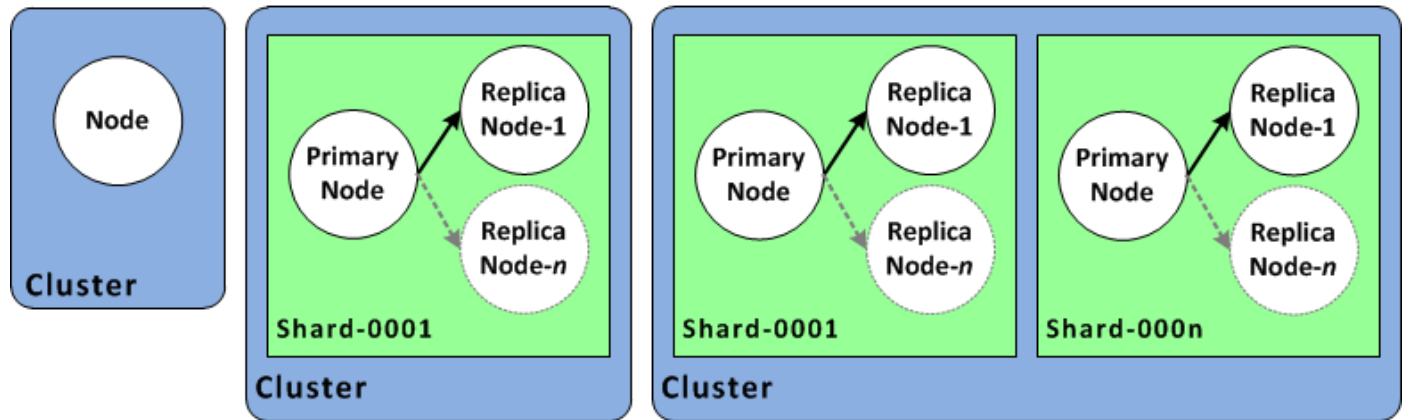 Node
Cluster
Primary
Node
Replica
Node-1
Replica
Node-n
Shard-0001
Cluster
Primary
Node
Replica
Node-1
Replica
Node-n
Shard-0001
Primary
Node
Replica
Node-1
Replica
Node-n
Shard-000n
Cluster